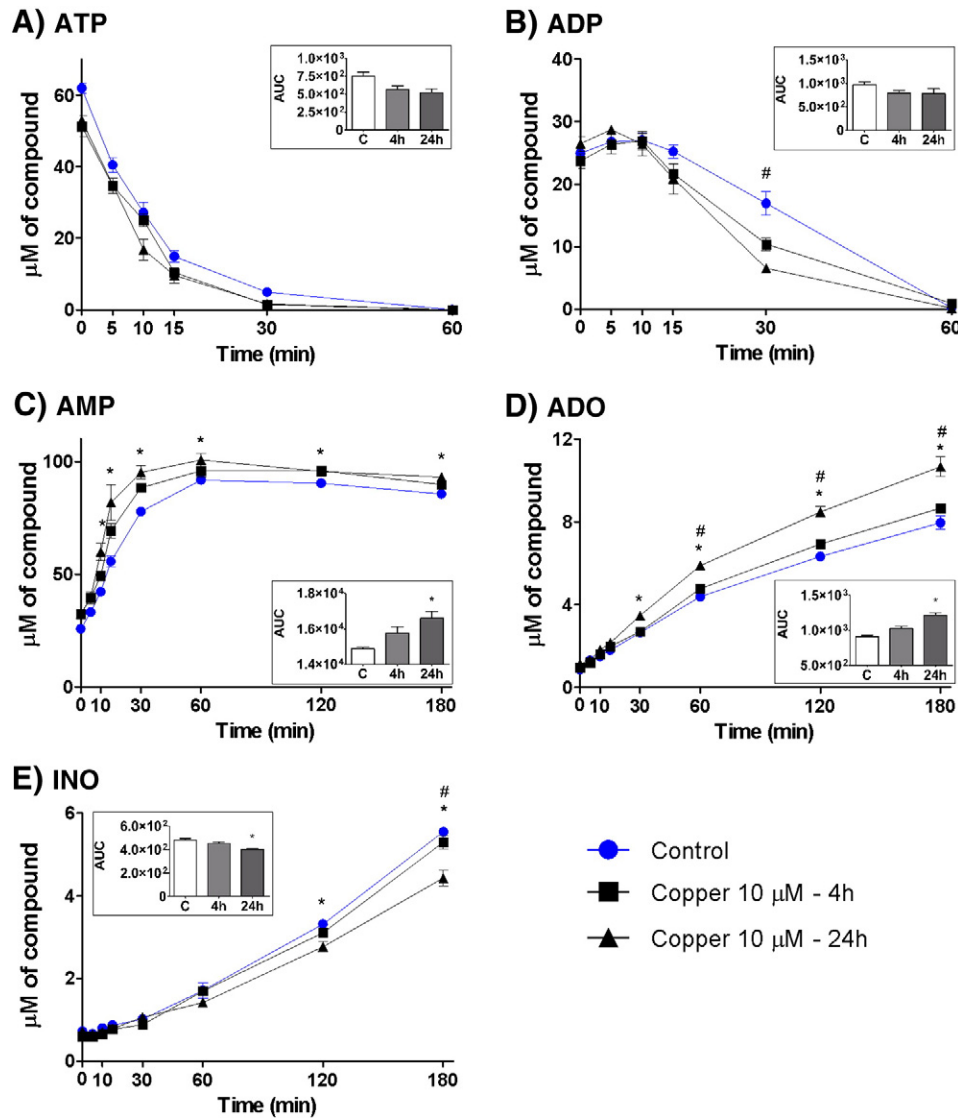 A) ATP
μM of compound
60
40
20
0
0 5 10 15 30 60
Time (min)
AUC
1.0×10³
7.5×10²
5.0×10²
2.5×10²
0
C 4h 24h
B) ADP
μM of compound
40
30
20
10
0
0 5 10 15 30 60
Time (min)
#
AUC
1.5×10³
1.0×10³
5.0×10²
0
C 4h 24h
C) AMP
μM of compound
100
50
0
0 10 30 60 120 180
Time (min)
* * * * * *
AUC
1.8×10⁴
1.6×10⁴
1.4×10⁴
*
C 4h 24h
D) ADO
μM of compound
12
8
4
0
0 10 30 60 120 180
Time (min)
# # #
* * * *
AUC
1.5×10³
1.0×10³
5.0×10²
*
C 4h 24h
E) INO
μM of compound
6
4
2
0
0 10 30 60 120 180
Time (min)
#
* *
AUC
6.0×10²
4.0×10²
2.0×10²
0
*
C 4h 24h
Control
Copper 10 μM - 4h
Copper 10 μM - 24h